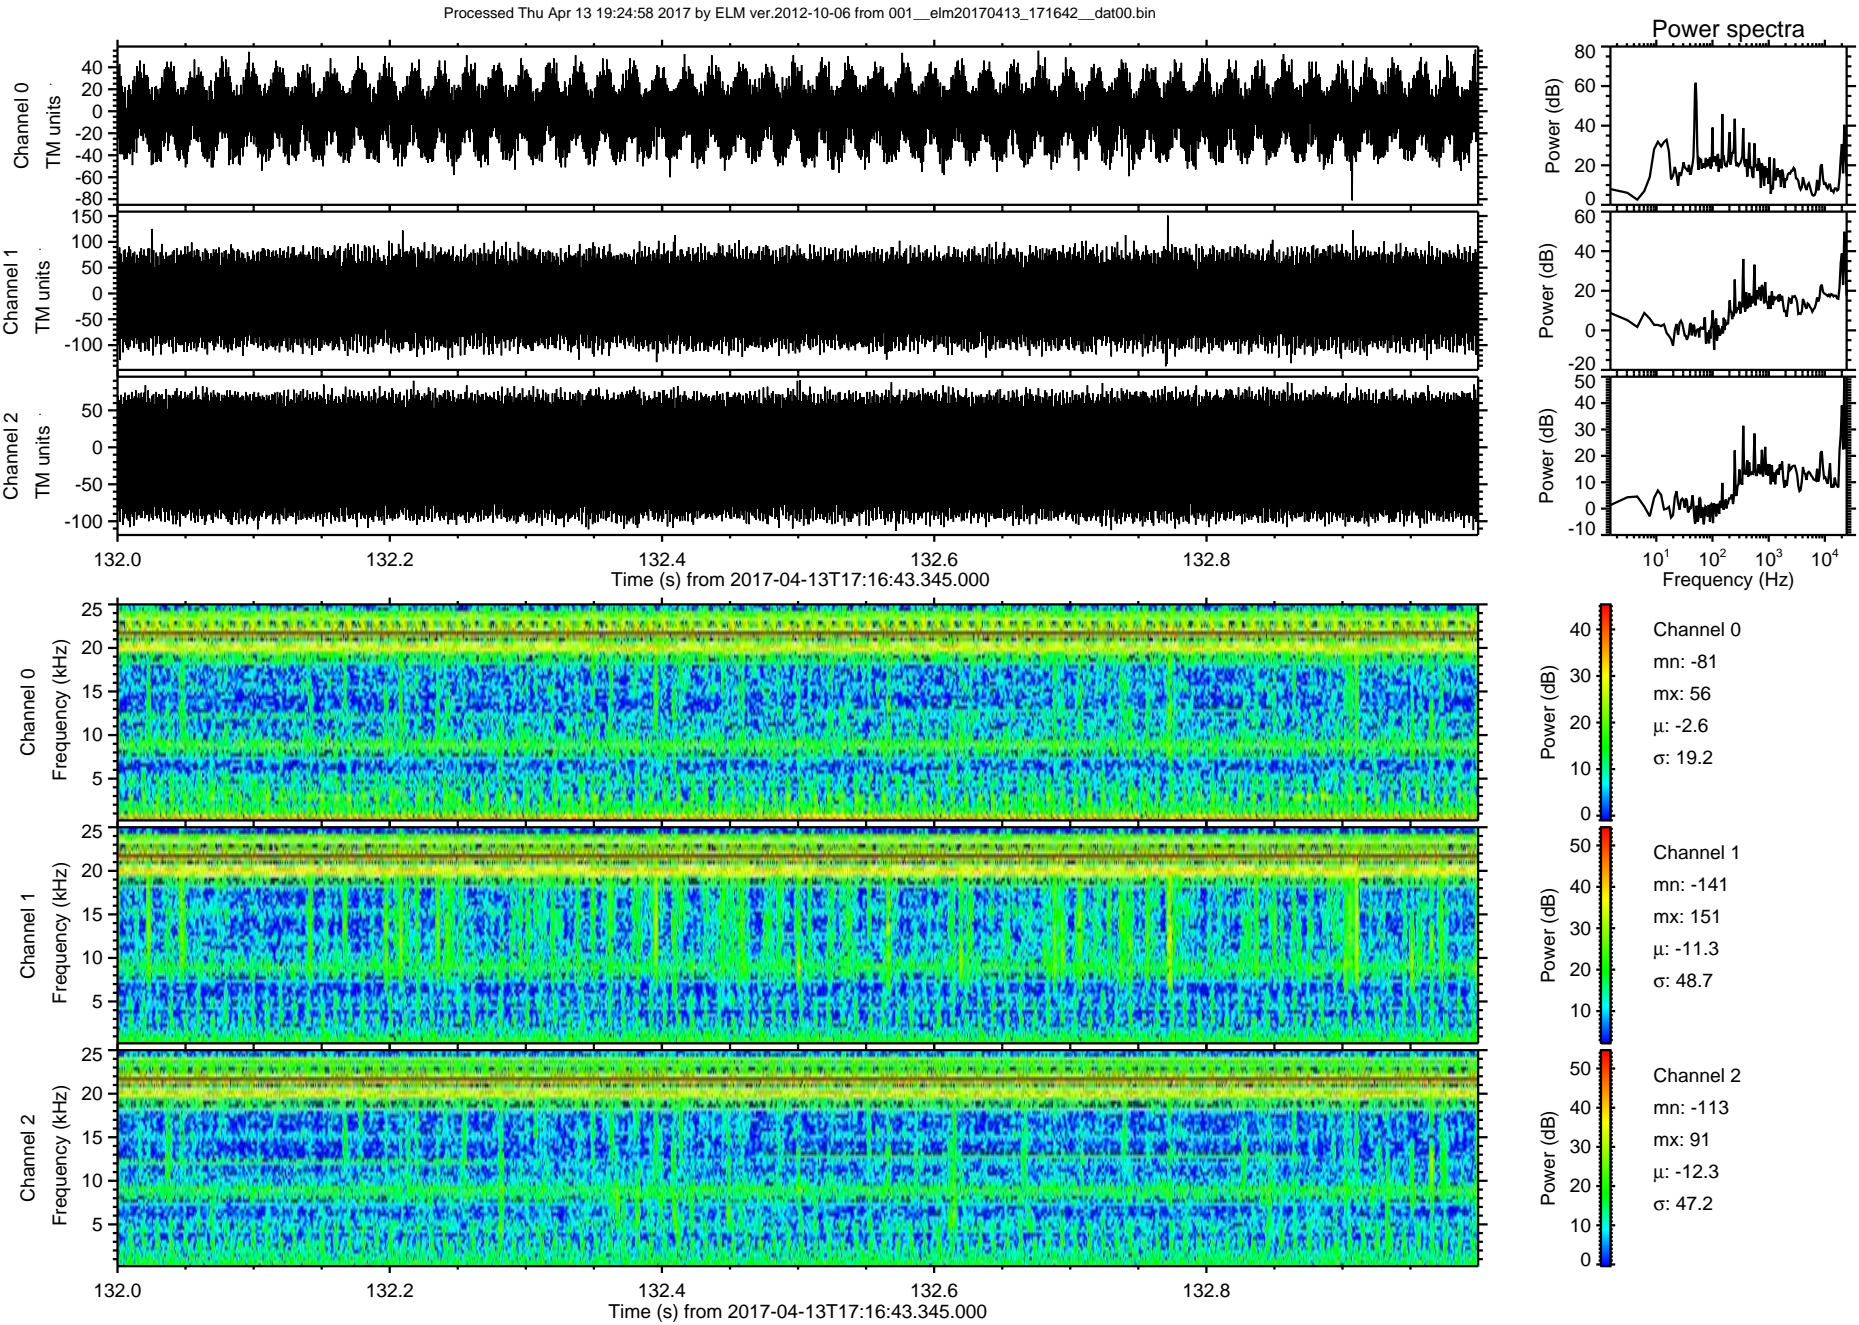 Processed Thu Apr 13 19:24:58 2017 by ELM ver.2012-10-06 from 001__elm20170413_171642__dat00.bin
Power spectra
Channel 0
TM units
40
20
0
-20
-40
-60
-80
Power (dB)
80
60
40
20
0
Channel 1
TM units
150
100
50
0
-50
-100
Power (dB)
60
40
20
0
-20
Channel 2
TM units
50
0
-50
-100
Power (dB)
50
40
30
20
10
0
-10
132.0 132.2 132.4 132.6 132.8
Time (s) from 2017-04-13T17:16:43.345.000
10¹ 10² 10³ 10⁴
Frequency (Hz)
Channel 0
Frequency (kHz)
25
20
15
10
5
Power (dB)
40
30
20
10
0
Channel 0
mn: -81
mx: 56
μ: -2.6
σ: 19.2
Channel 1
Frequency (kHz)
25
20
15
10
5
Power (dB)
50
40
30
20
10
Channel 1
mn: -141
mx: 151
μ: -11.3
σ: 48.7
Channel 2
Frequency (kHz)
25
20
15
10
5
Power (dB)
50
40
30
20
10
0
Channel 2
mn: -113
mx: 91
μ: -12.3
σ: 47.2
132.0 132.2 132.4 132.6 132.8
Time (s) from 2017-04-13T17:16:43.345.000